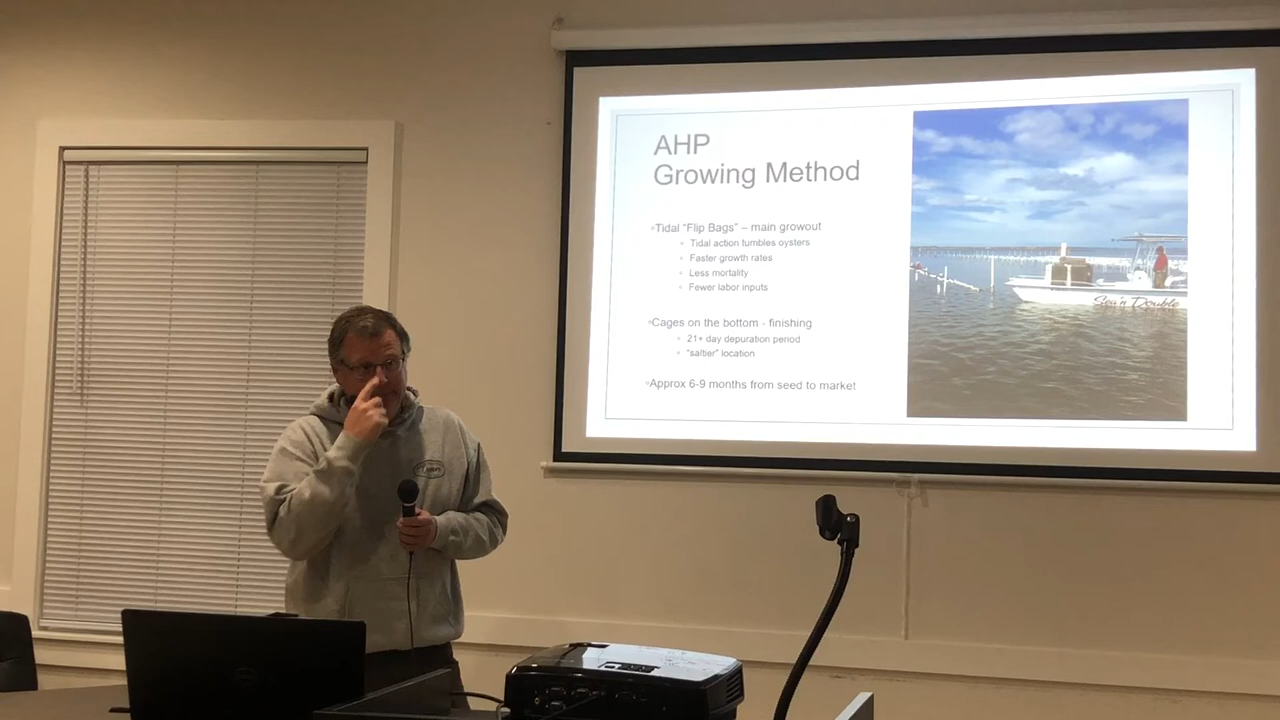 AHP
Growing Method
Tidal “Flip Bags” – main growout
Tidal action tumbles oysters
Faster growth rates
Less mortality
Fewer labor inputs
Cages on the bottom - finishing
21+ day depuration period
“saltier” location
Approx 6-9 months from seed to market
Sea'n Double